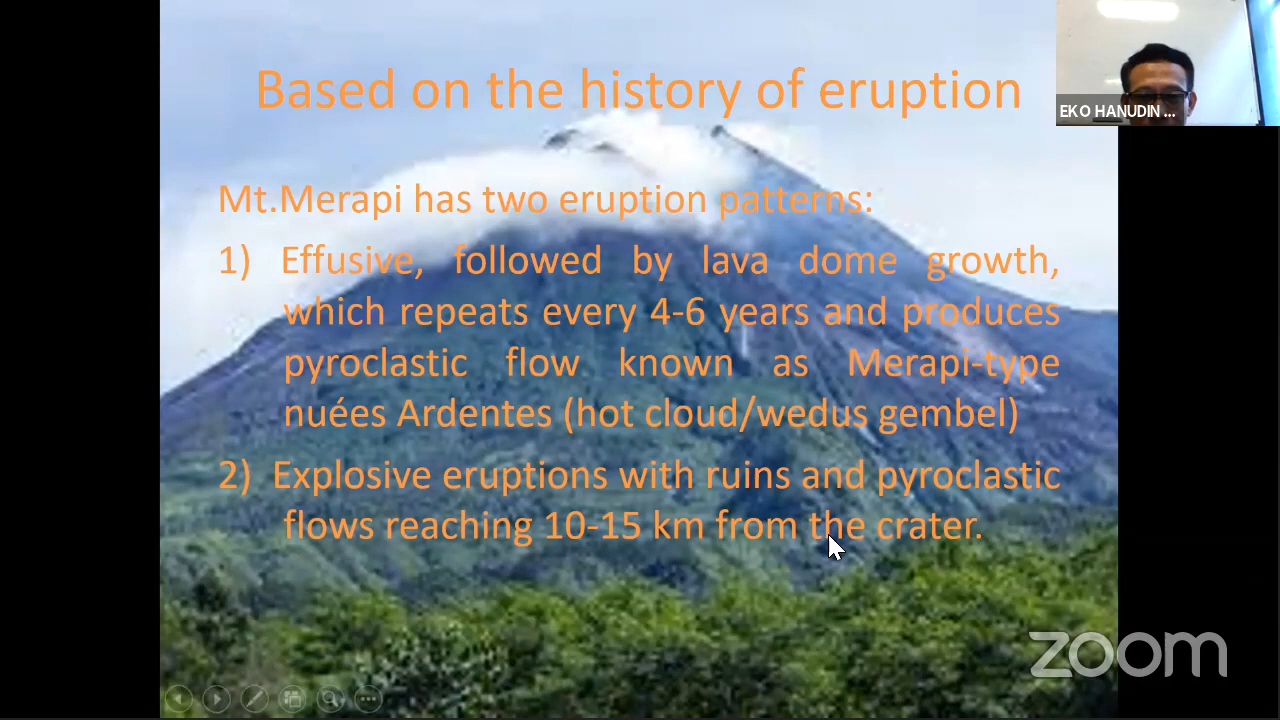 Based on the history of eruption
EKO HANUDIN ...
Mt.Merapi has two eruption patterns:
1) Effusive, followed by lava dome growth,
which repeats every 4-6 years and produces
pyroclastic flow known as Merapi-type
nuées Ardentes (hot cloud/wedus gembel)
2) Explosive eruptions with ruins and pyroclastic
flows reaching 10-15 km from the crater.
zoom